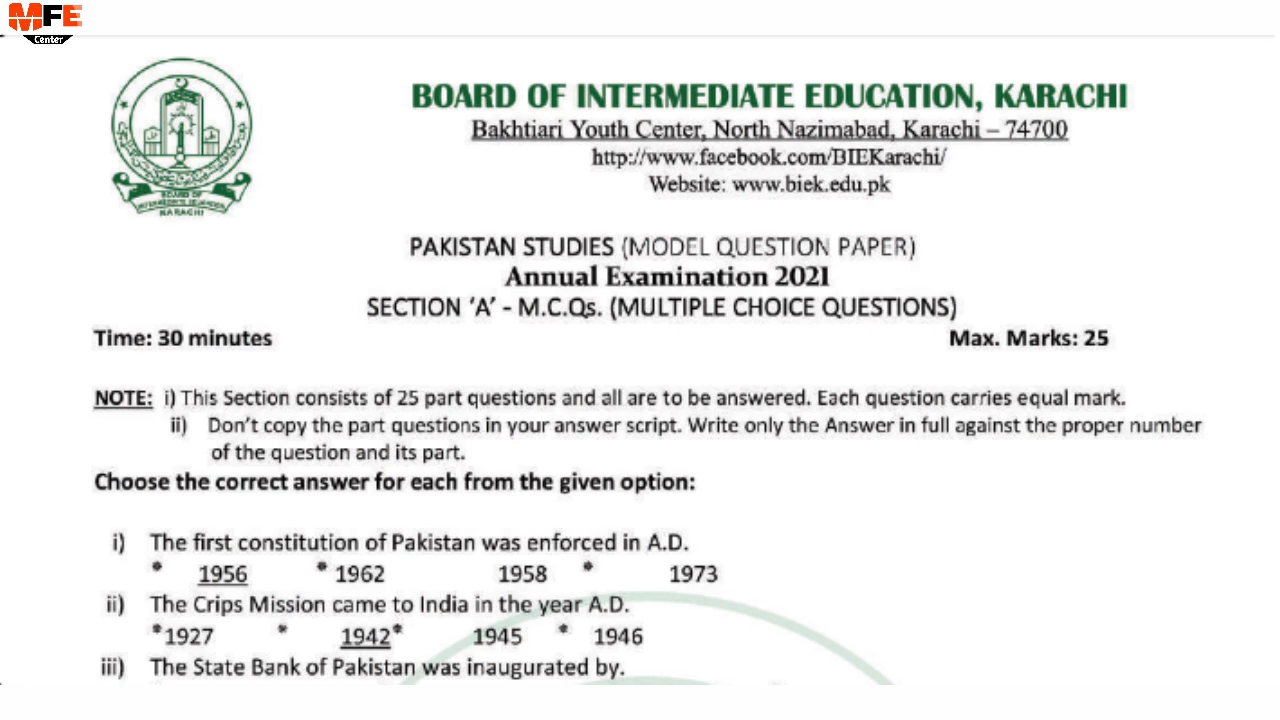 MFE
Center
BOARD OF INTERMEDIATE EDUCATION
KARACHI
BOARD OF INTERMEDIATE EDUCATION, KARACHI
Bakhtiari Youth Center, North Nazimabad, Karachi – 74700
http://www.facebook.com/BIEKarachi/
Website: www.biek.edu.pk
PAKISTAN STUDIES (MODEL QUESTION PAPER)
Annual Examination 2021
SECTION ‘A’ - M.C.Qs. (MULTIPLE CHOICE QUESTIONS)
Time: 30 minutes Max. Marks: 25
NOTE: i) This Section consists of 25 part questions and all are to be answered. Each question carries equal mark.
ii) Don’t copy the part questions in your answer script. Write only the Answer in full against the proper number
of the question and its part.
Choose the correct answer for each from the given option:
i) The first constitution of Pakistan was enforced in A.D.
* 1956 * 1962 1958 * 1973
ii) The Crips Mission came to India in the year A.D.
*1927 * 1942* 1945 * 1946
iii) The State Bank of Pakistan was inaugurated by.